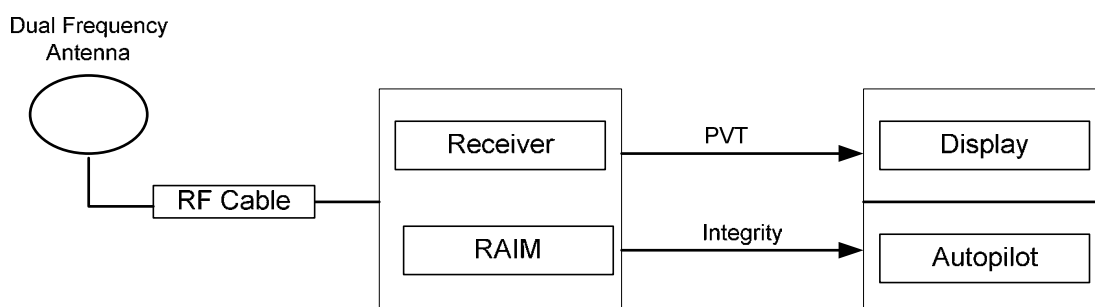 Dual Frequency
Antenna
RF Cable
Receiver
RAIM
PVT
Integrity
Display
Autopilot